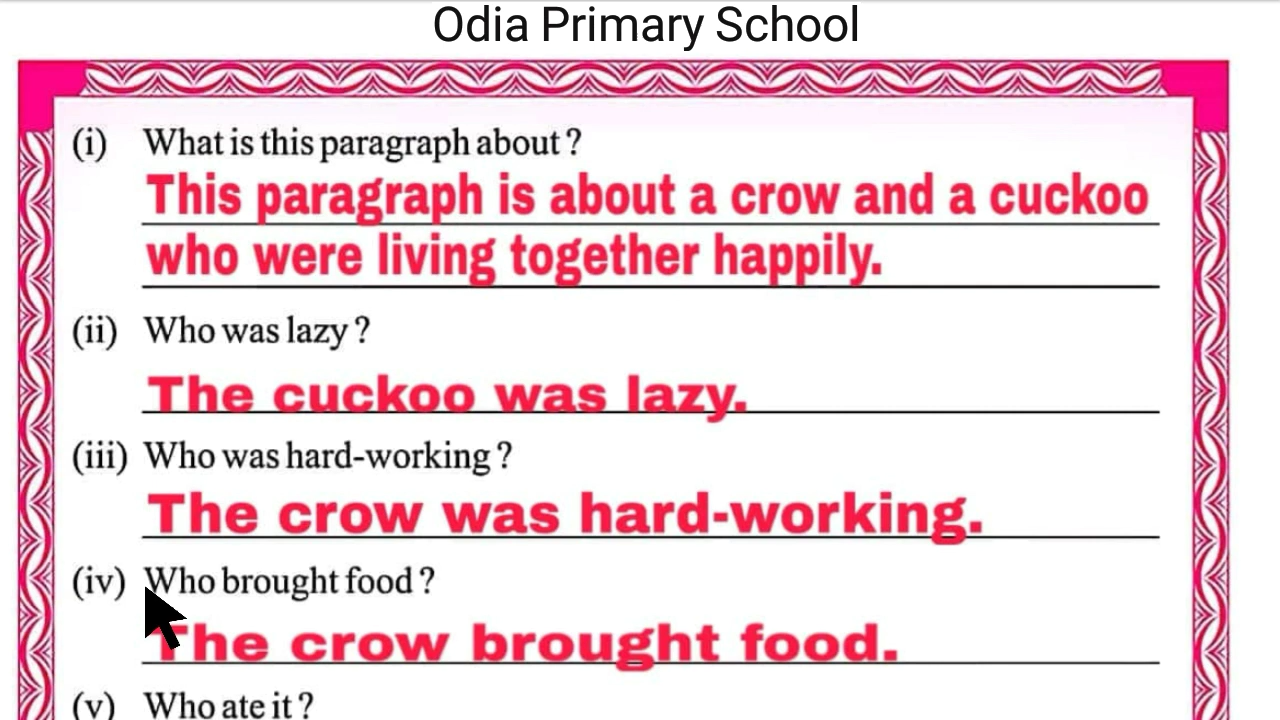 Odia Primary School
(i) What is this paragraph about?
This paragraph is about a crow and a cuckoo
who were living together happily.
(ii) Who was lazy?
The cuckoo was lazy.
(iii) Who was hard-working?
The crow was hard-working.
(iv) Who brought food?
The crow brought food.
(v) Who ate it?